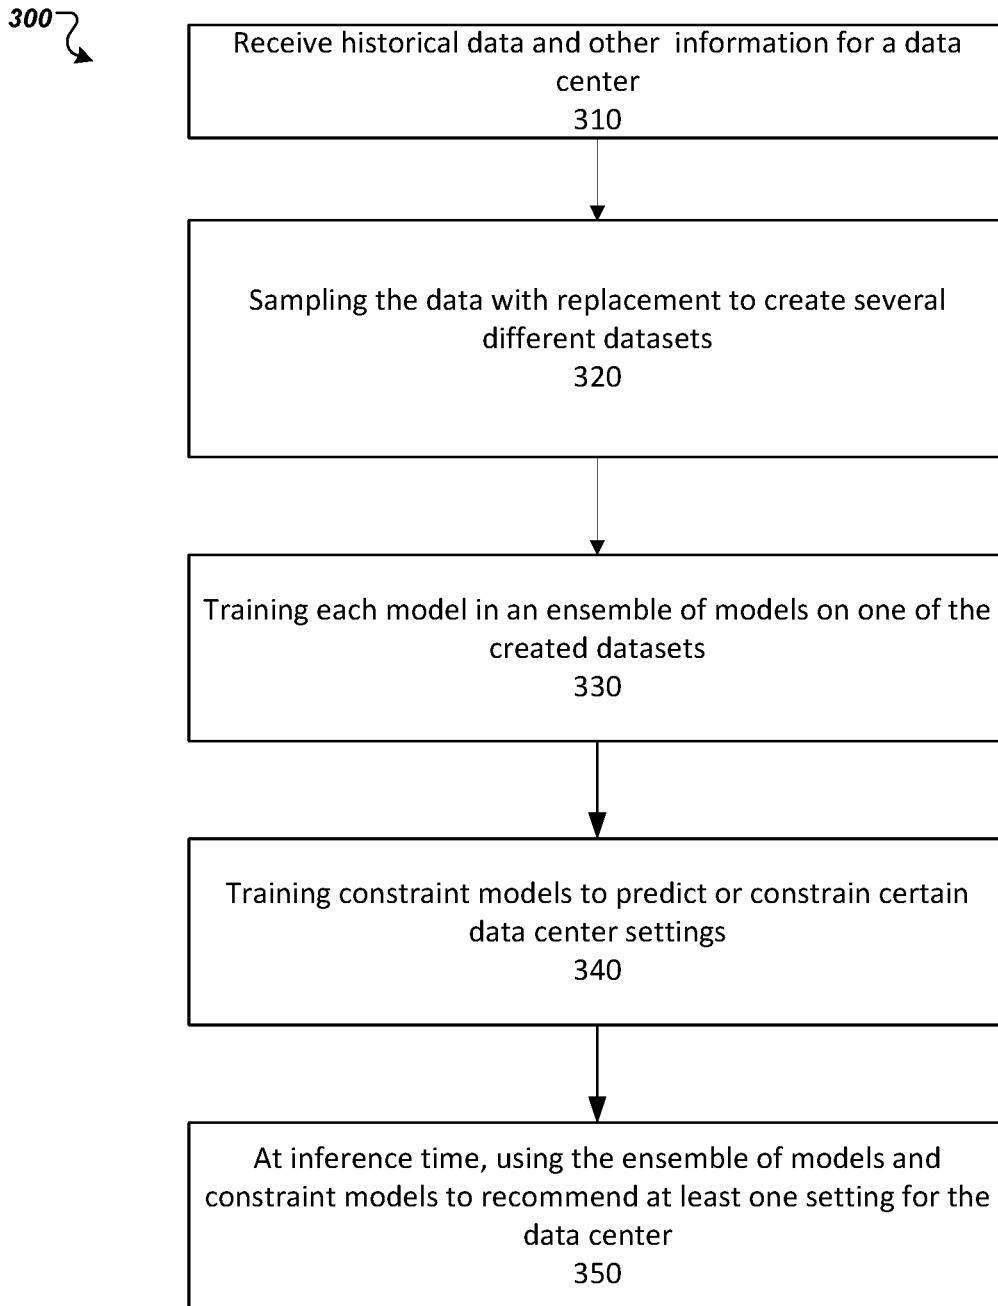 300
Receive historical data and other information for a data
center
310
Sampling the data with replacement to create several
different datasets
320
Training each model in an ensemble of models on one of the
created datasets
330
Training constraint models to predict or constrain certain
data center settings
340
At inference time, using the ensemble of models and
constraint models to recommend at least one setting for the
data center
350